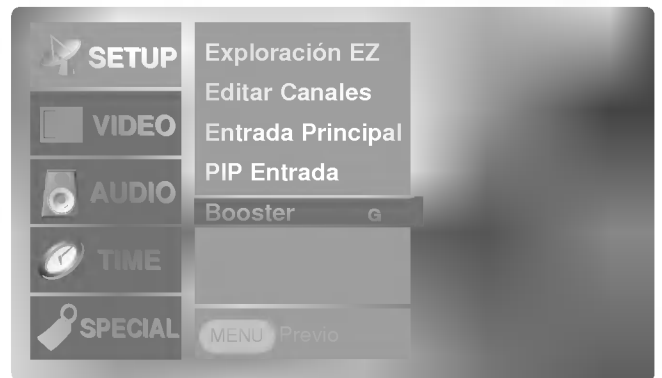 SETUP
VIDEO
AUDIO
TIME
SPECIAL
Exploración EZ
Editar Canales
Entrada Principal
PIP Entrada
Booster G
MENU Previo